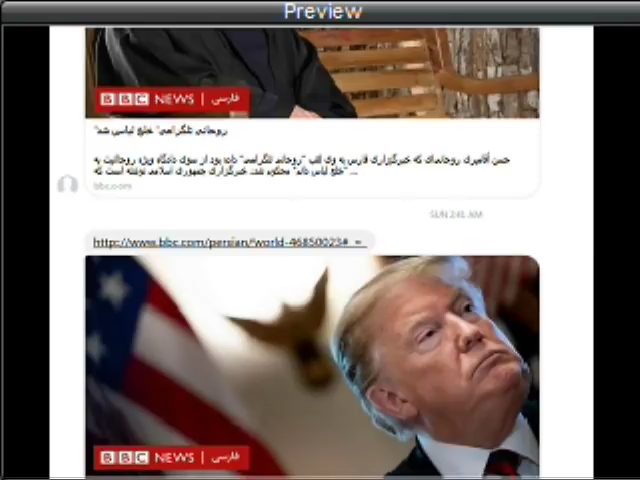 Preview
BBC NEWS | فارسی
روحانی تلگرامی" خلع لباس شد"
حسن آقامیری روحانی‌ای که خبرگزاری فارس به وی لقب "روحانی تلگرامی" داده بود از سوی دادگاه ویژه روحانیت به
"خلع لباس دائم" محکوم شد. خبرگزاری جمهوری اسلامی نوشته است که ...
bbc.com
SUN 2:41 AM
http://www.bbc.com/persian/world-46850023#
BBC NEWS | فارسی